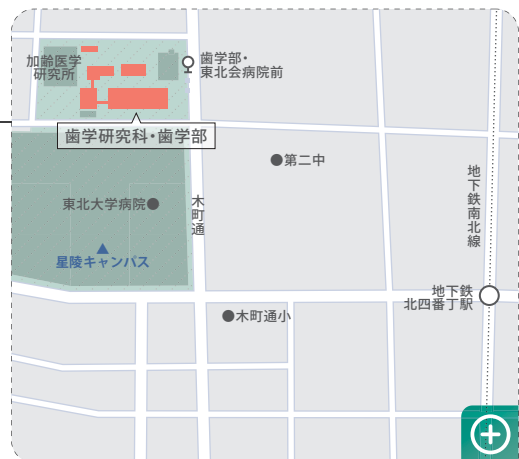 加齢医学
研究所
歯学部・
東北会病院前
歯学研究科・歯学部
●第二中
地下鉄南北線
東北大学病院●
木町通
▲
星陵キャンパス
地下鉄
北四番丁駅
●木町通小